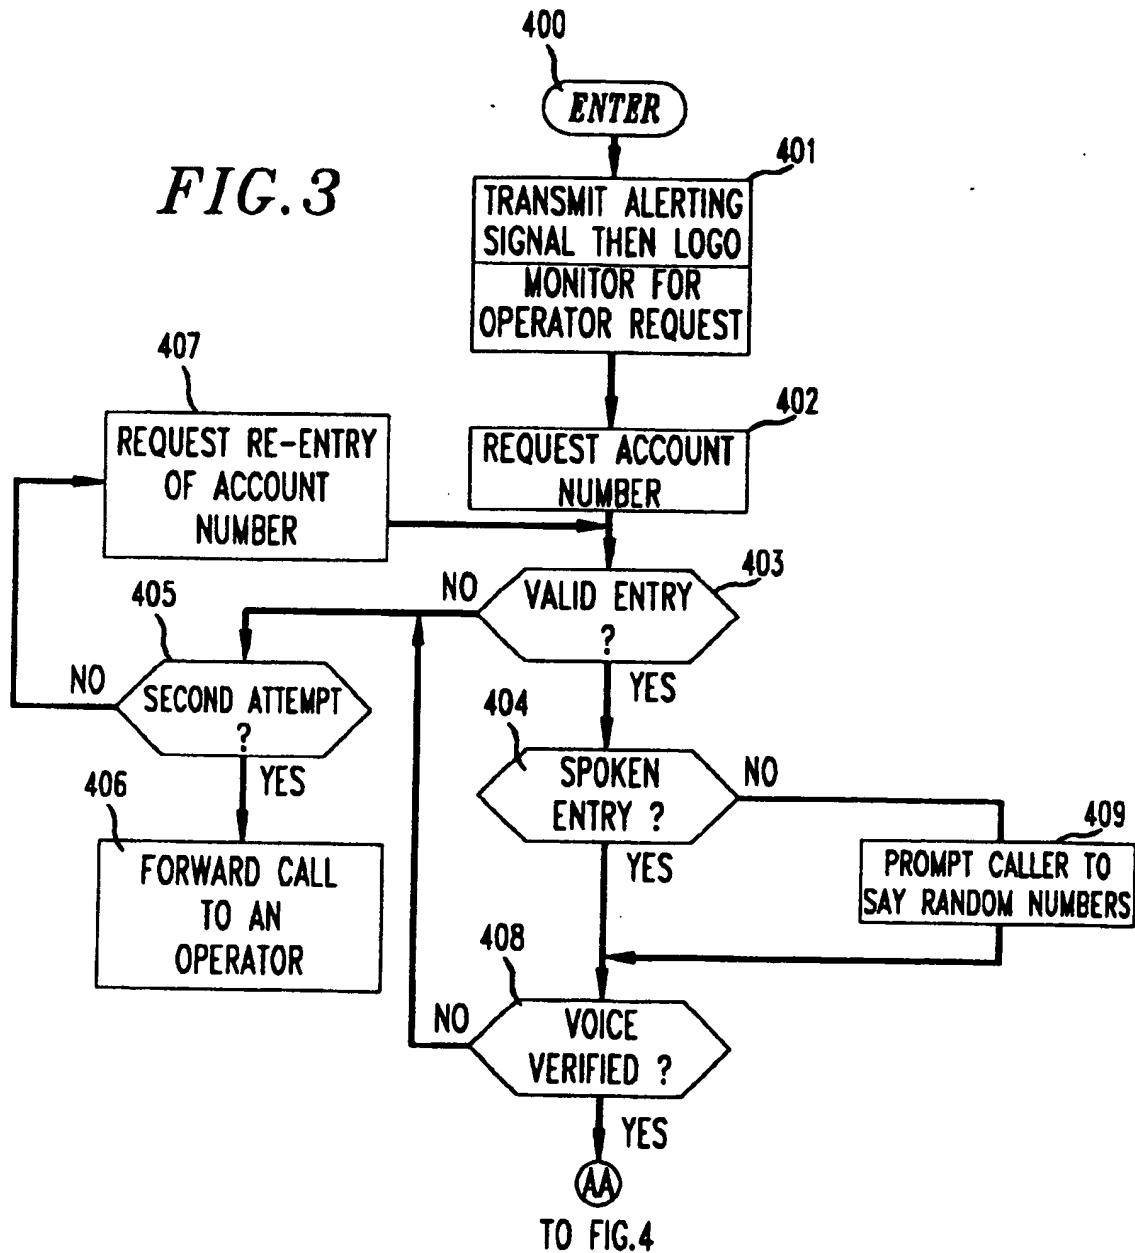 400
ENTER
FIG.3
401
TRANSMIT ALERTING
SIGNAL THEN LOGO
MONITOR FOR
OPERATOR REQUEST
407
REQUEST RE-ENTRY
OF ACCOUNT
NUMBER
402
REQUEST ACCOUNT
NUMBER
403
VALID ENTRY
?
NO
YES
405
SECOND ATTEMPT
?
NO
YES
406
FORWARD CALL
TO AN
OPERATOR
404
SPOKEN
ENTRY ?
NO
YES
409
PROMPT CALLER TO
SAY RANDOM NUMBERS
408
VOICE
VERIFIED ?
NO
YES
AA
TO FIG.4